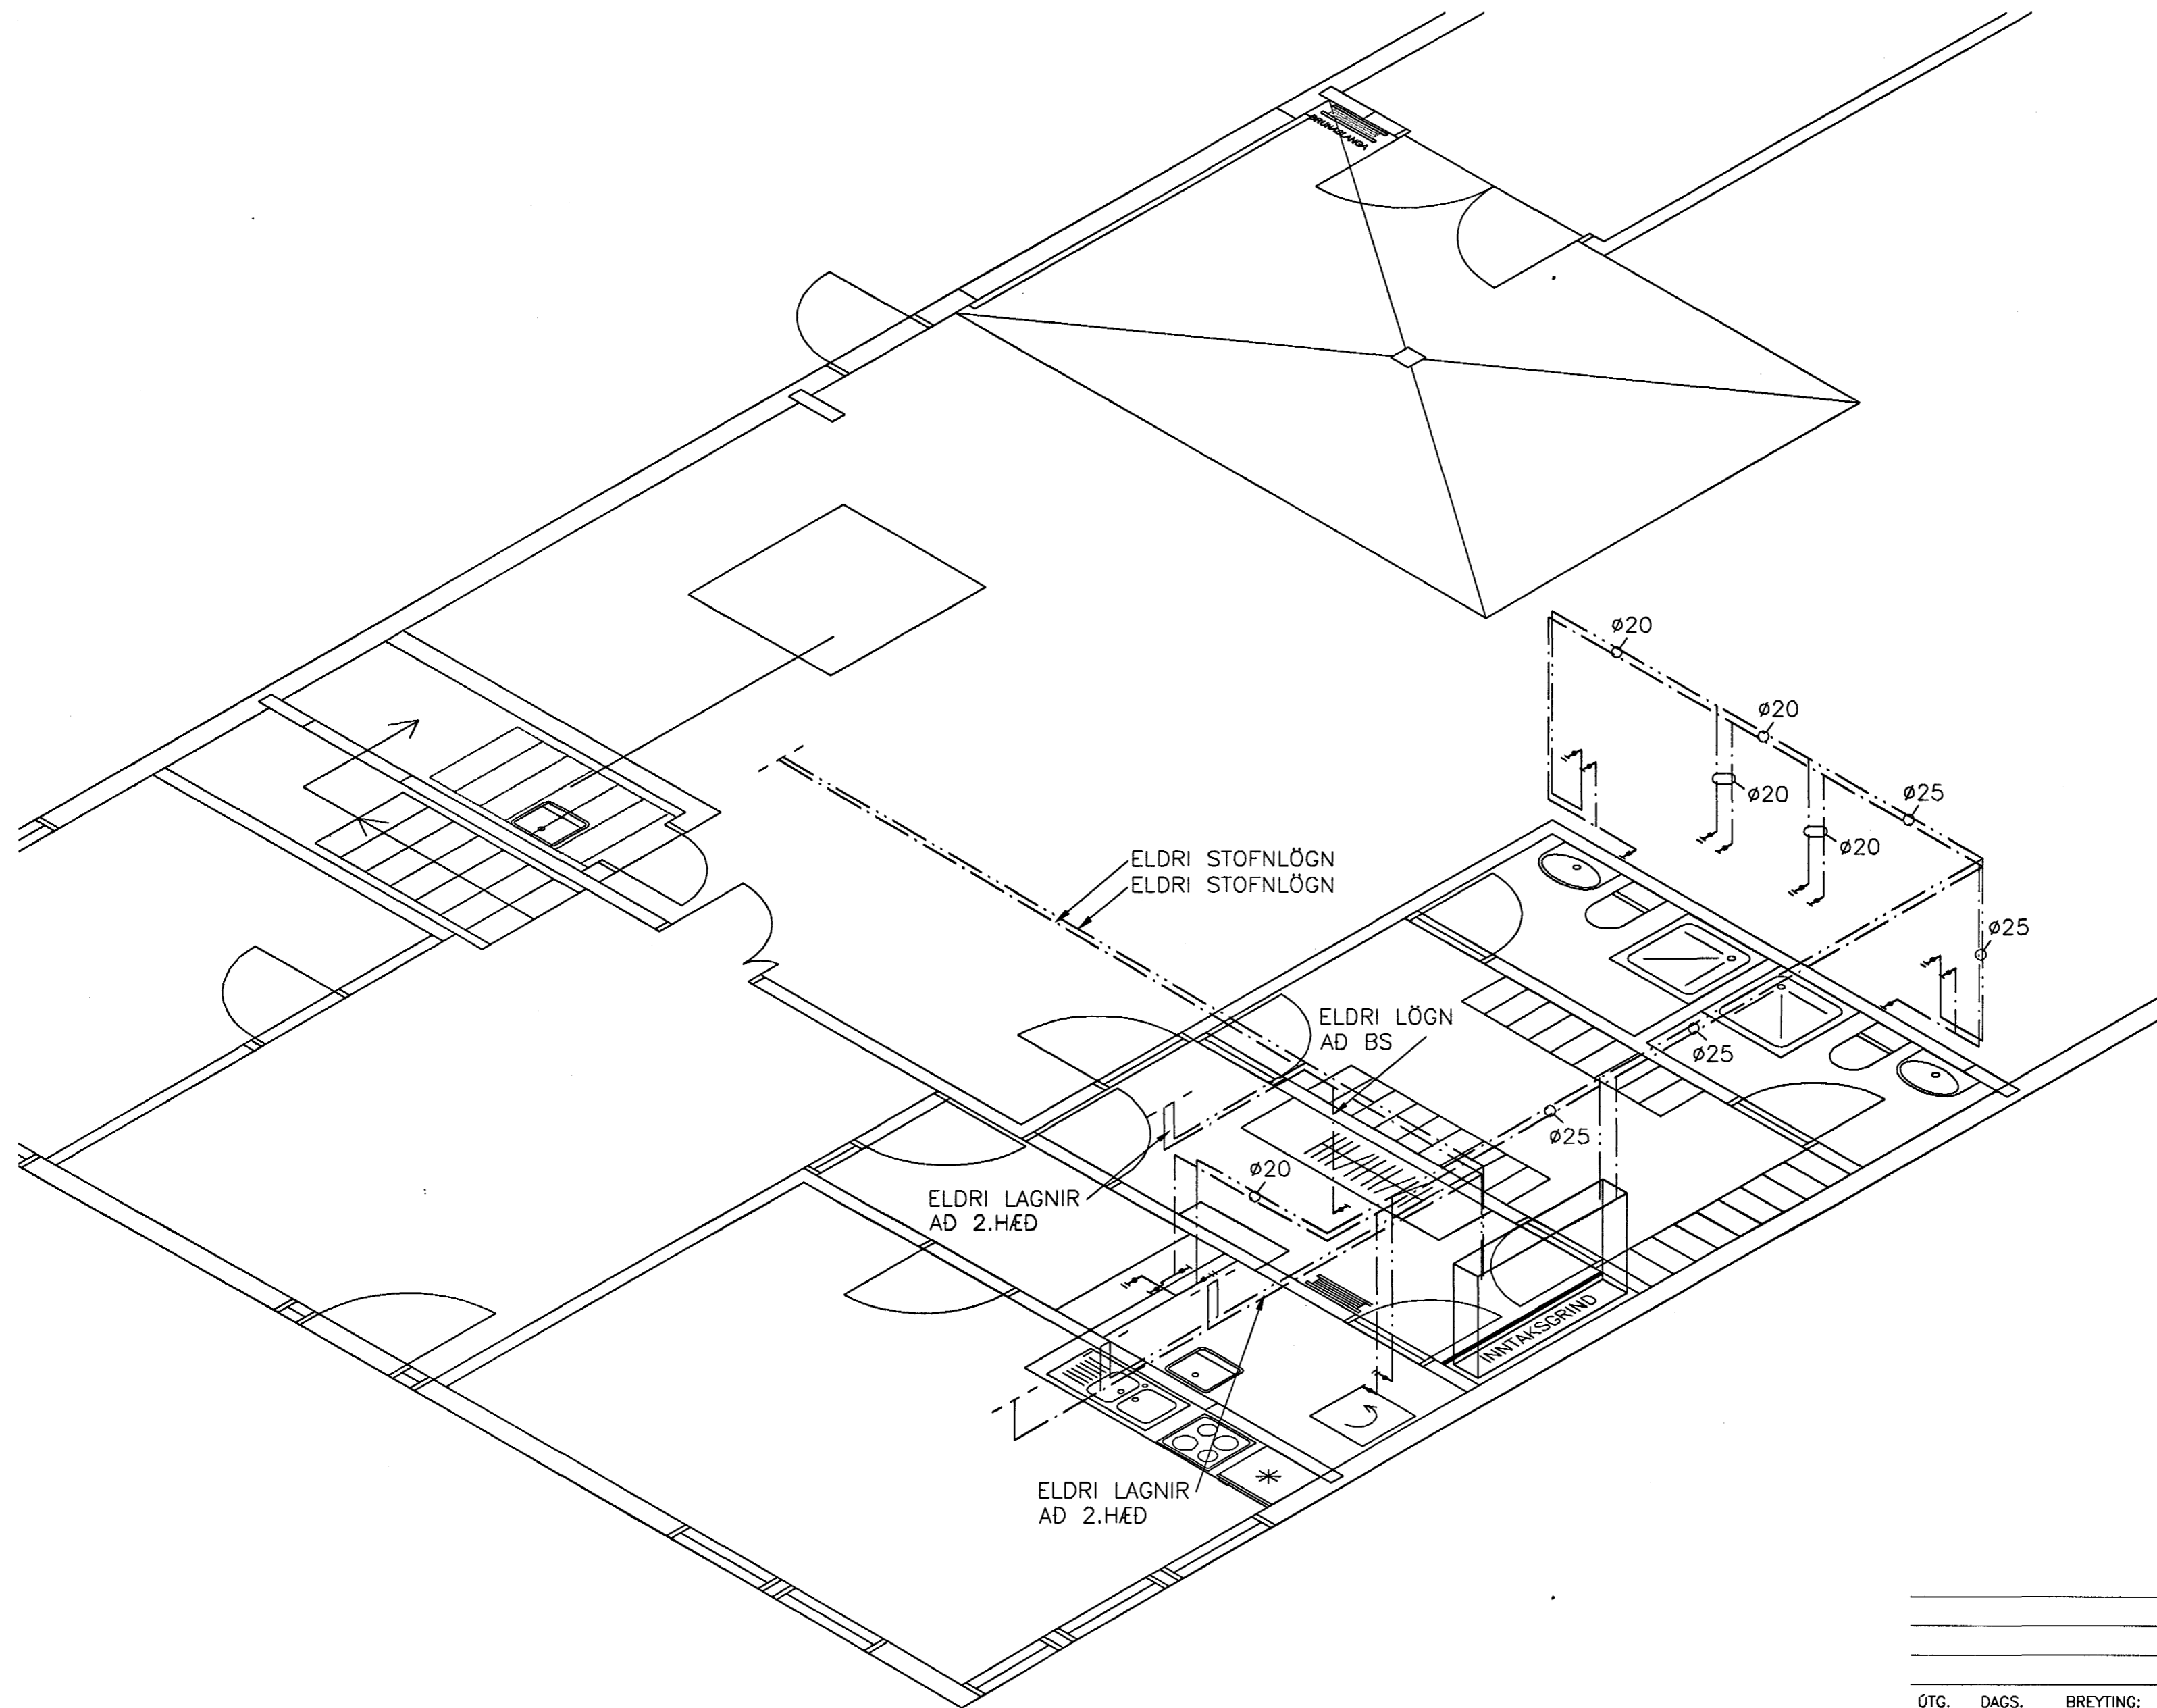 BRUNASLANGA
ø20
ø20
ø20
ø25
ø20
ELDRI STOFNLÖGN
ELDRI STOFNLÖGN
ø25
ELDRI LÖGN
AÐ BS
ø25
ø25
ø20
ELDRI LAGNIR
AÐ 2.HÆÐ
INNTAKSGRIND
ELDRI LAGNIR
AÐ 2.HÆÐ
ÚTG. DAGS. BREYTING: